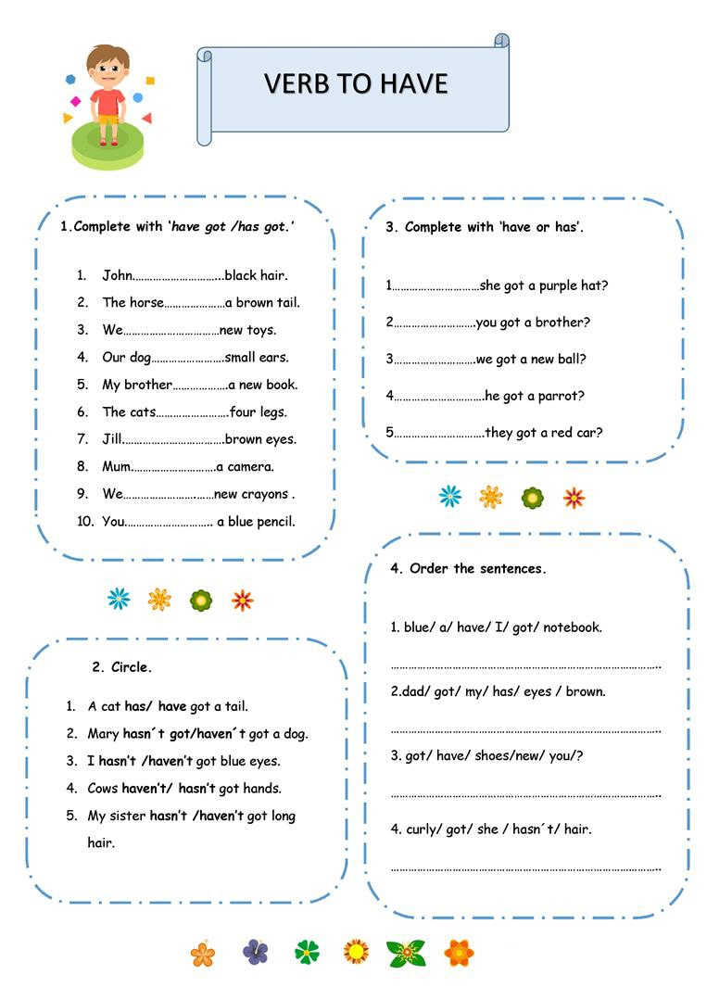 VERB TO HAVE
1.Complete with ‘have got /has got.’
1. John…………………………...black hair.
2. The horse………………….a brown tail.
3. We……………………………..new toys.
4. Our dog……………………..small ears.
5. My brother……………….a new book.
6. The cats……………………..four legs.
7. Jill……………………………….brown eyes.
8. Mum………………………….a camera.
9. We…………………………..new crayons .
10. You………………………….. a blue pencil.
2. Circle.
1. A cat has/ have got a tail.
2. Mary hasn´t got/haven´t got a dog.
3. I hasn’t /haven’t got blue eyes.
4. Cows haven’t/ hasn’t got hands.
5. My sister hasn’t /haven’t got long
hair.
3. Complete with ‘have or has’.
1………………………….she got a purple hat?
2………………………..you got a brother?
3………………………..we got a new ball?
4…………………………..he got a parrot?
5…………………………..they got a red car?
4. Order the sentences.
1. blue/ a/ have/ I/ got/ notebook.
…………………………………………………………………………………..
2.dad/ got/ my/ has/ eyes / brown.
…………………………………………………………………………………..
3. got/ have/ shoes/new/ you/?
…………………………………………………………………………………..
4. curly/ got/ she / hasn´t/ hair.
…………………………………………………………………………………..